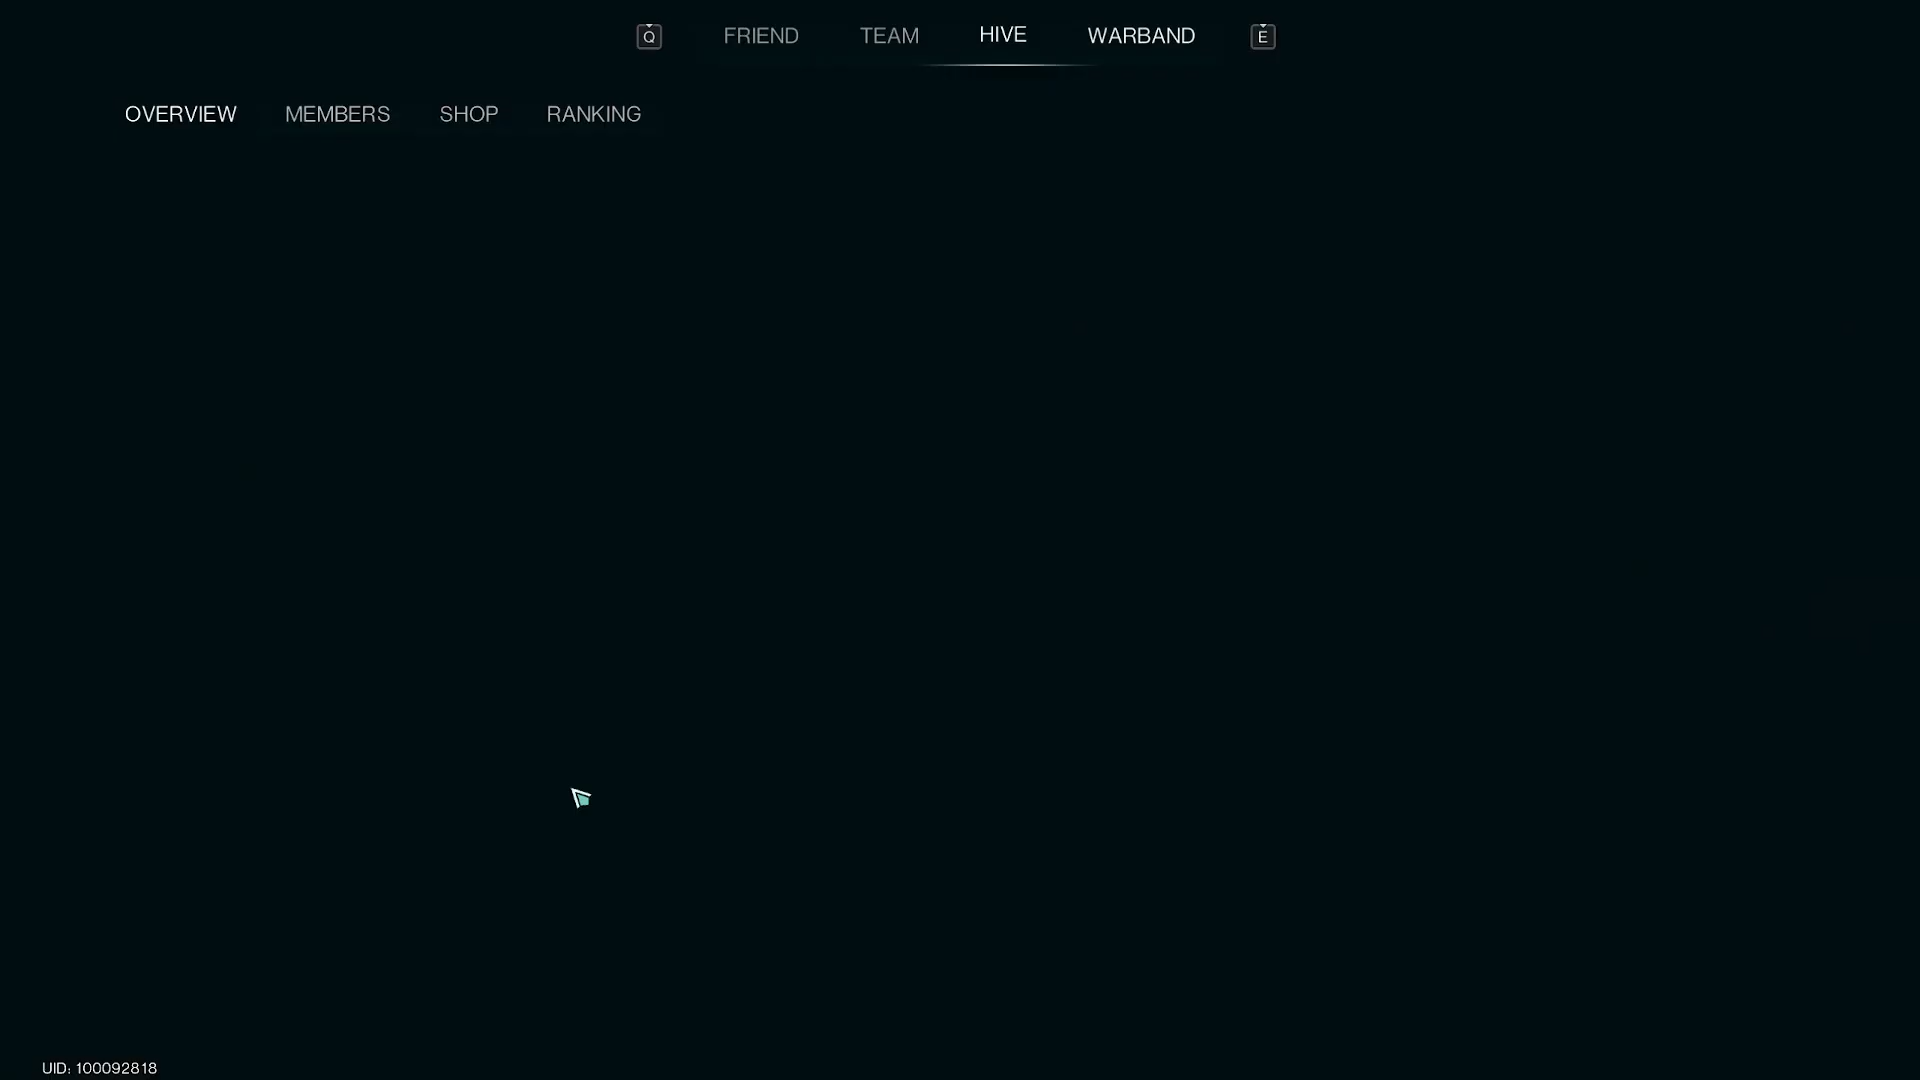 Q FRIEND TEAM HIVE WARBAND E
OVERVIEW MEMBERS SHOP RANKING
UID: 100092818